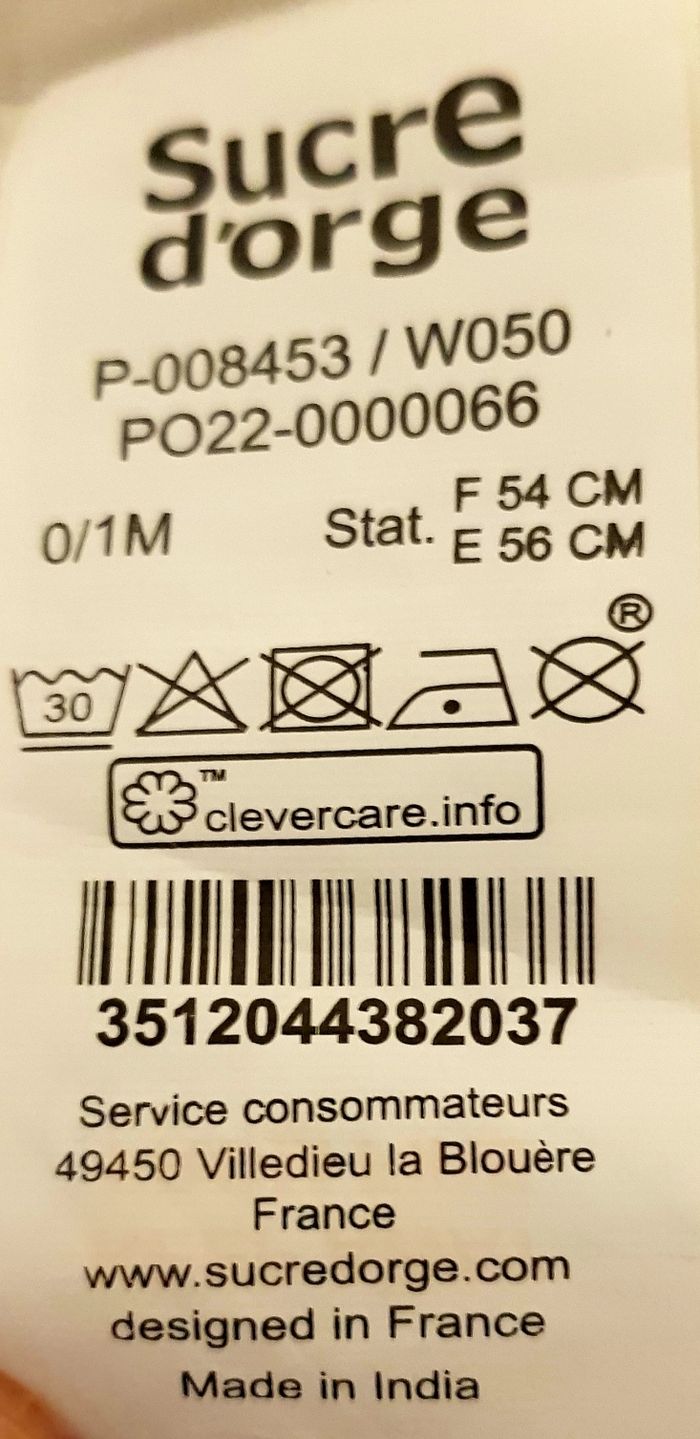 Sucre
d'orge
P-008453 / W050
PO22-0000066
0/1M Stat. F 54 CM
E 56 CM
®
30
™
clevercare.info
3512044382037
Service consommateurs
49450 Villedieu la Blouère
France
www.sucredorge.com
designed in France
Made in India